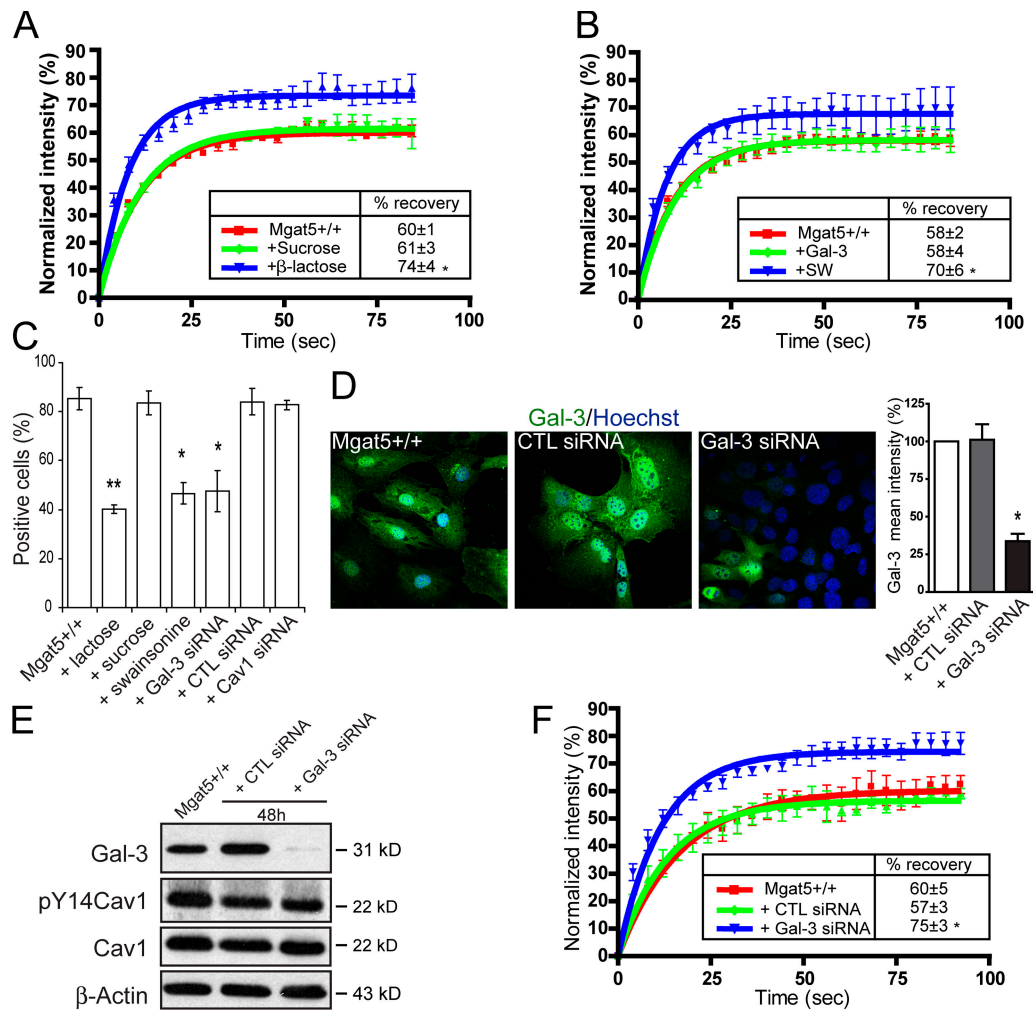 A
Normalized intensity (%)
90
80
70
60
50
40
30
20
10
0
0 25 50 75 100
Time (sec)
% recovery
Mgat5+/+ 60±1
+Sucrose 61±3
+β-lactose 74±4 *
B
Normalized intensity (%)
90
80
70
60
50
40
30
20
10
0
0 25 50 75 100
Time (sec)
% recovery
Mgat5+/+ 58±2
+Gal-3 58±4
+SW 70±6 *
C
Positive cells (%)
100
80
60
40
20
0
** * *
Mgat5+/+
+ lactose
+ sucrose
+ swainsonine
+ Gal-3 siRNA
+ CTL siRNA
+ Cav1 siRNA
D
Gal-3/Hoechst
Mgat5+/+ CTL siRNA Gal-3 siRNA
Gal-3 mean intensity (%)
125
100
75
50
25
0
*
Mgat5+/+
+ CTL siRNA
+ Gal-3 siRNA
E
Mgat5+/+
+ CTL siRNA
+ Gal-3 siRNA
48h
Gal-3 – 31 kD
pY14Cav1 – 22 kD
Cav1 – 22 kD
β-Actin – 43 kD
F
Normalized intensity (%)
90
80
70
60
50
40
30
20
10
0
0 25 50 75 100
Time (sec)
% recovery
Mgat5+/+ 60±5
+ CTL siRNA 57±3
+ Gal-3 siRNA 75±3 *